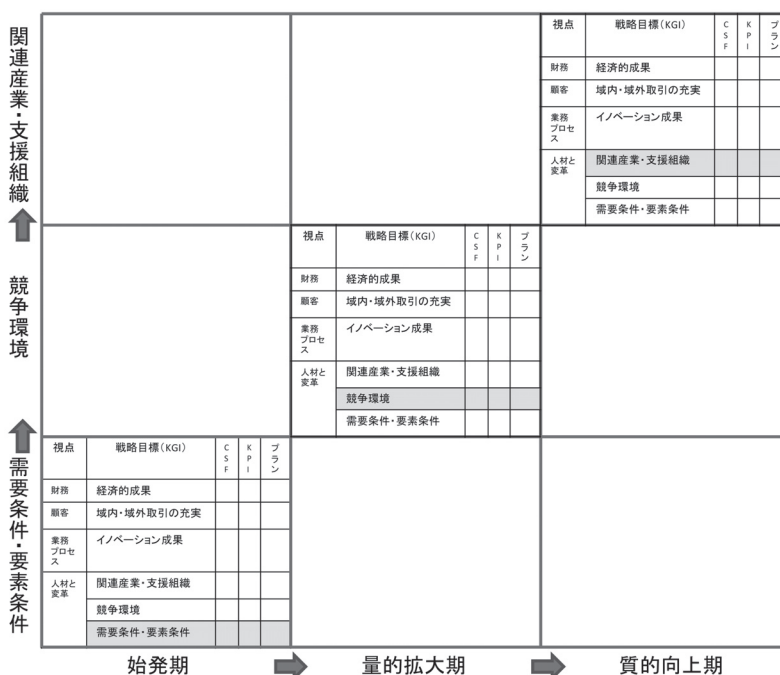 関連産業・支援組織
競争環境
需要条件・要素条件
視点 戦略目標(KGI) CSF KPI プラン
財務 経済的成果
顧客 域内・域外取引の充実
業務プロセス イノベーション成果
人材と変革 関連産業・支援組織
競争環境
需要条件・要素条件
視点 戦略目標(KGI) CSF KPI プラン
財務 経済的成果
顧客 域内・域外取引の充実
業務プロセス イノベーション成果
人材と変革 関連産業・支援組織
競争環境
需要条件・要素条件
視点 戦略目標(KGI) CSF KPI プラン
財務 経済的成果
顧客 域内・域外取引の充実
業務プロセス イノベーション成果
人材と変革 関連産業・支援組織
競争環境
需要条件・要素条件
始発期 量的拡大期 質的向上期